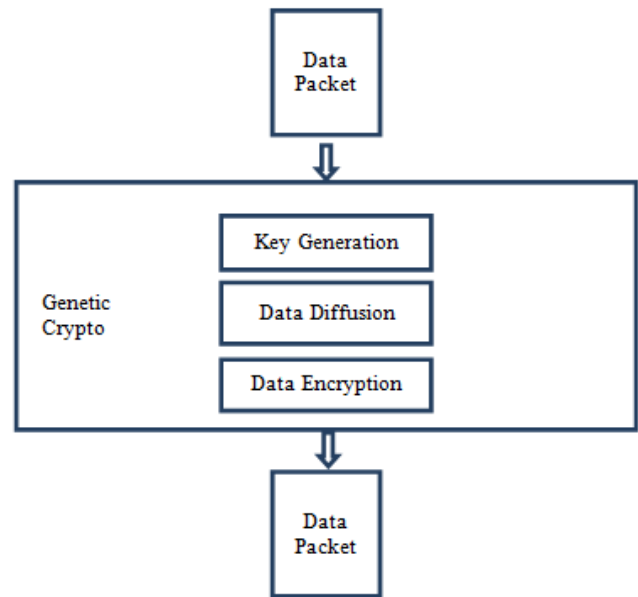 Data
Packet
Key Generation
Genetic
Crypto
Data Diffusion
Data Encryption
Data
Packet